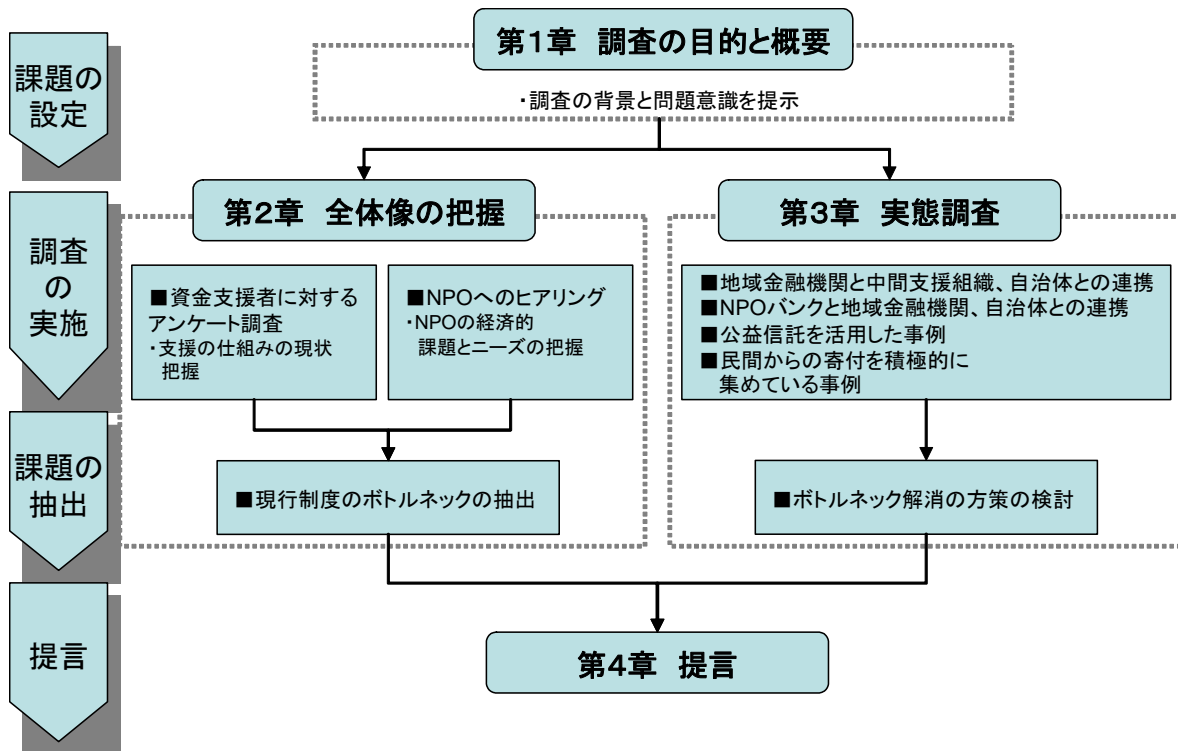 課題の
設定
第1章 調査の目的と概要
・調査の背景と問題意識を提示
調査
の
実施
第2章 全体像の把握
■資金支援者に対する
アンケート調査
・支援の仕組みの現状
把握
■NPOへのヒアリング
・NPOの経済的
課題とニーズの把握
第3章 実態調査
■地域金融機関と中間支援組織、自治体との連携
■NPOバンクと地域金融機関、自治体との連携
■公益信託を活用した事例
■民間からの寄付を積極的に
集めている事例
課題の
抽出
■現行制度のボトルネックの抽出
■ボトルネック解消の方策の検討
提言
第4章 提言